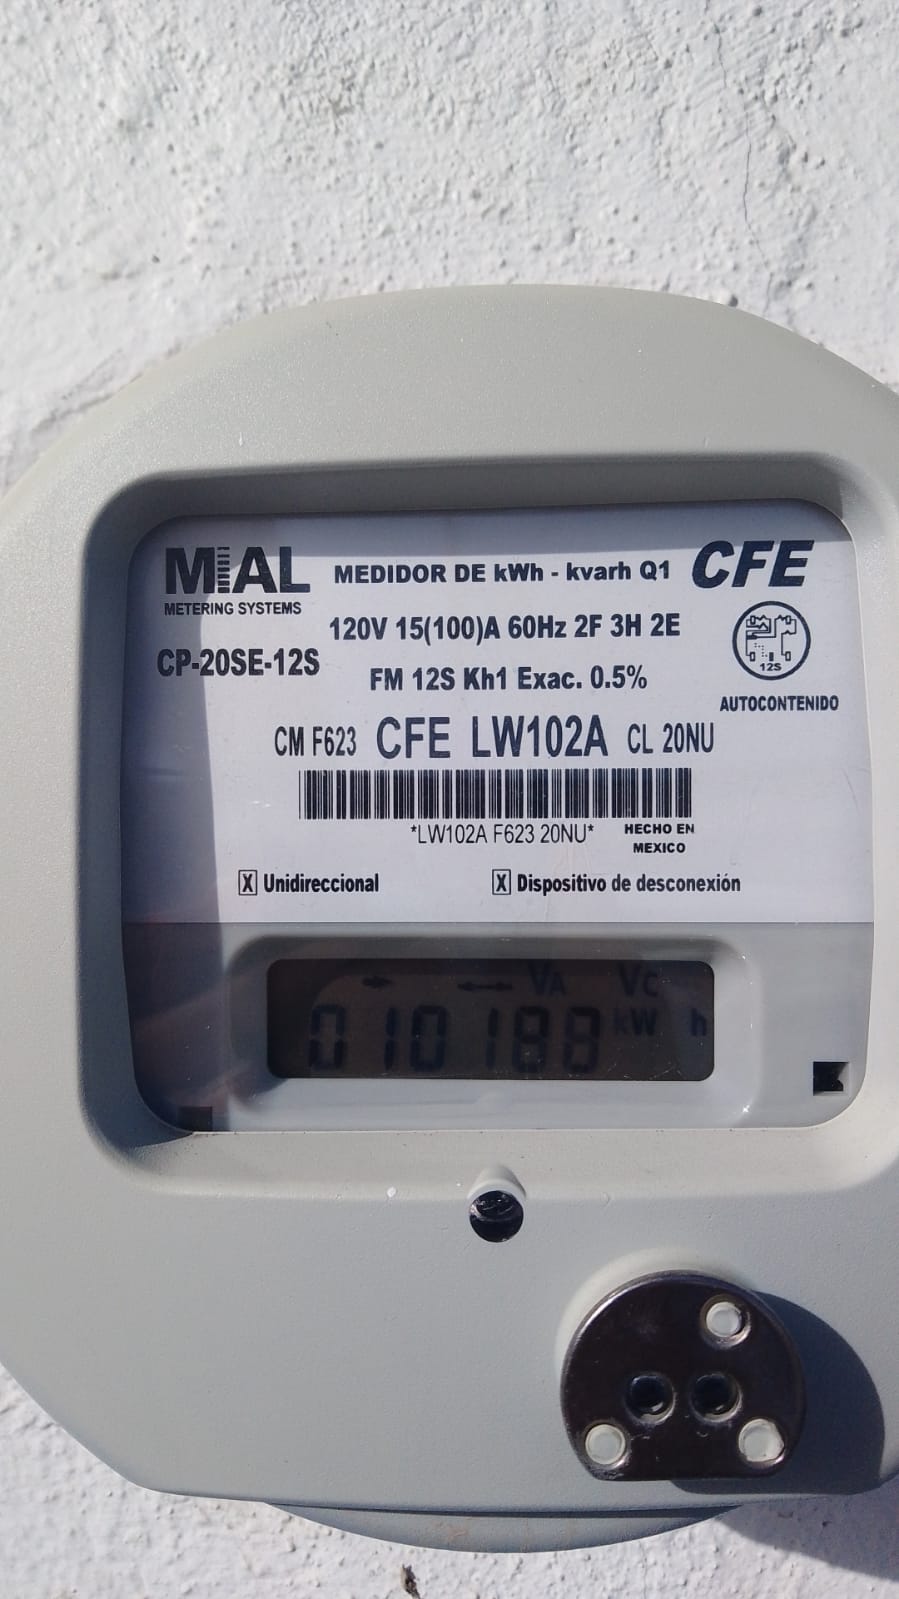 MIAL
METERING SYSTEMS
MEDIDOR DE kWh - kvarh Q1
CFE
120V 15(100)A 60Hz 2F 3H 2E
CP-20SE-12S
FM 12S Kh1 Exac. 0.5%
12S
AUTOCONTENIDO
CM F623 CFE LW102A CL 20NU
*LW102A F623 20NU*
HECHO EN
MEXICO
X Unidireccional
X Dispositivo de desconexión
VA VC
010188 kW h